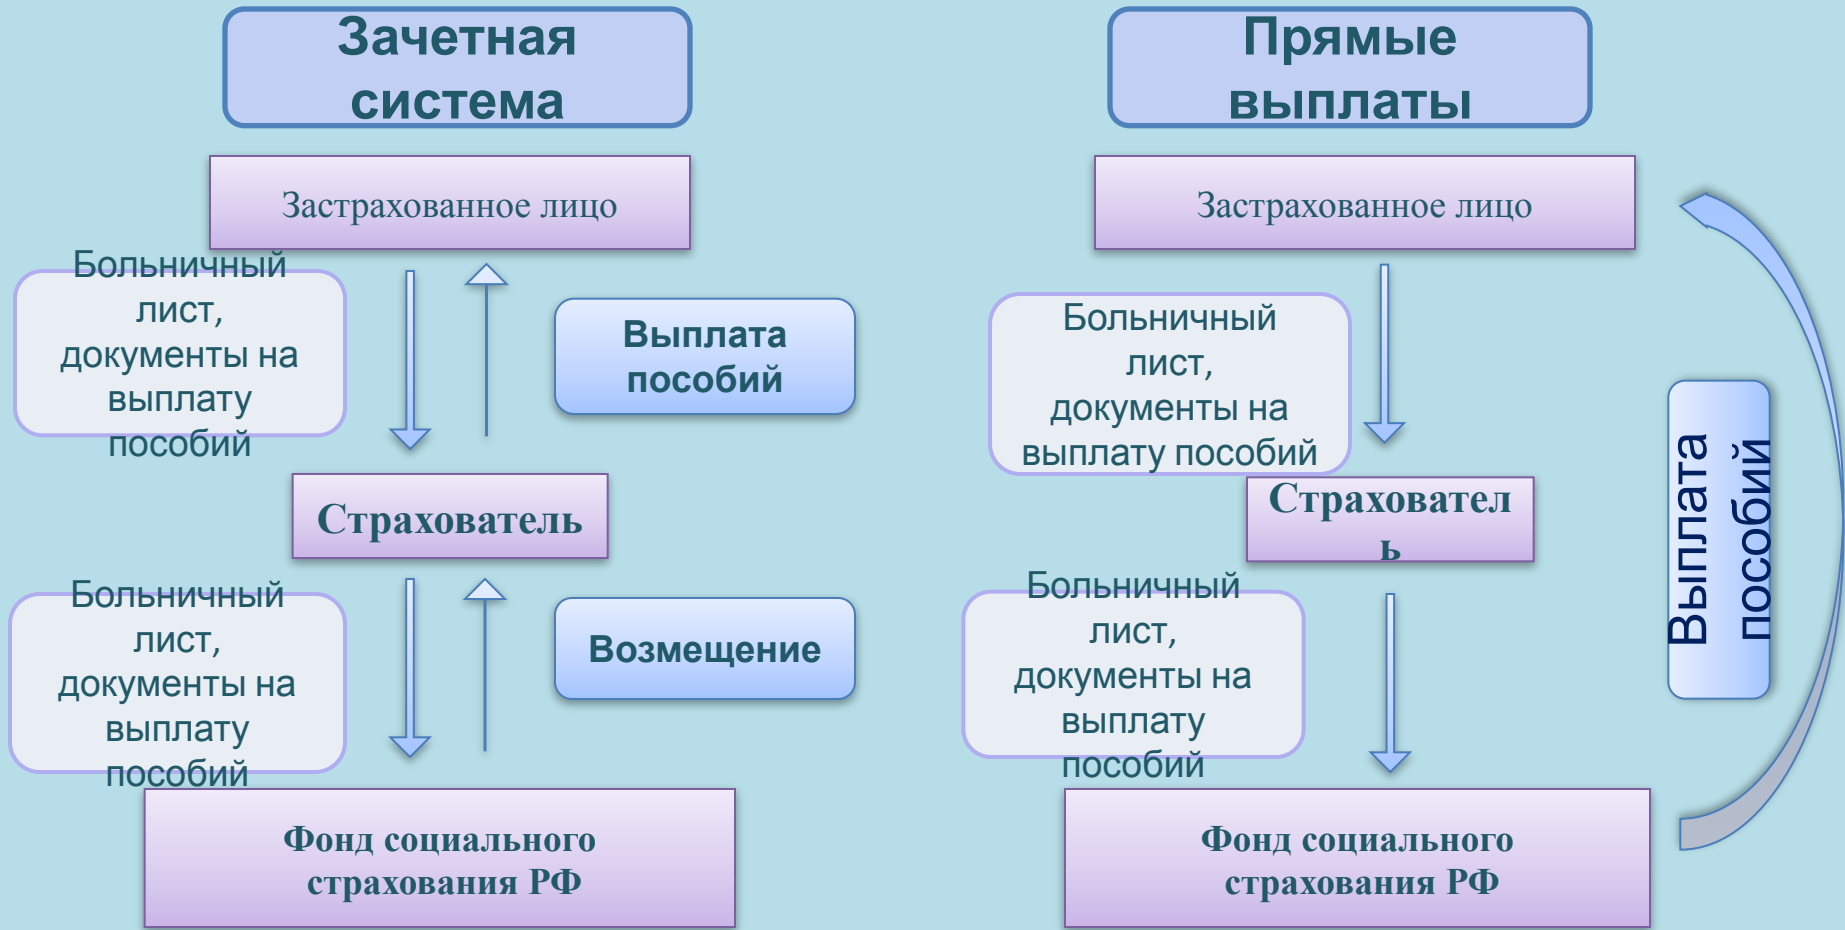 Зачетная
система
Застрахованное лицо
Больничный
лист,
документы на
выплату
пособий
Выплата
пособий
Страхователь
Больничный
лист,
документы на
выплату
пособий
Возмещение
Фонд социального
страхования РФ
Прямые
выплаты
Застрахованное лицо
Больничный
лист,
документы на
выплату пособий
Страховател
ь
Больничный
лист,
документы на
выплату
пособий
Фонд социального
страхования РФ
Выплата
пособий